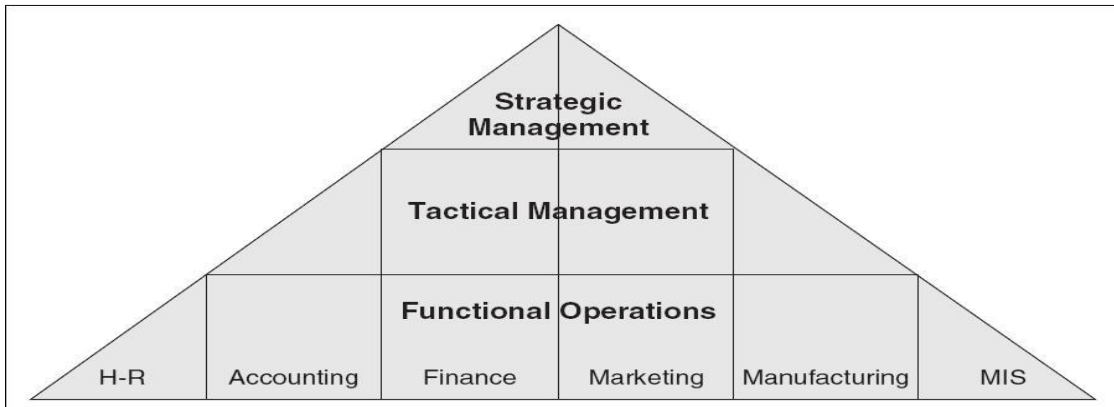 Strategic
Management
Tactical Management
Functional Operations
H-R Accounting Finance Marketing Manufacturing MIS